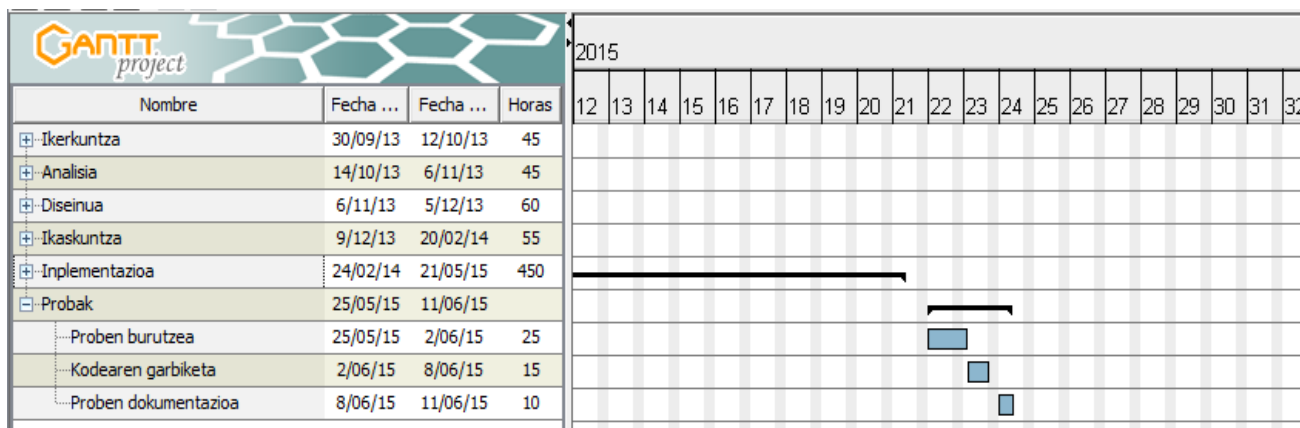 GANTT
project
2015
Nombre Fecha ... Fecha ... Horas 12 13 14 15 16 17 18 19 20 21 22 23 24 25 26 27 28 29 30 31 32
Ikerkuntza 30/09/13 12/10/13 45
Analisia 14/10/13 6/11/13 45
Diseinua 6/11/13 5/12/13 60
Ikaskuntza 9/12/13 20/02/14 55
Inplementazioa 24/02/14 21/05/15 450
Probak 25/05/15 11/06/15
Proben burutzea 25/05/15 2/06/15 25
Kodearen garbiketa 2/06/15 8/06/15 15
Proben dokumentazioa 8/06/15 11/06/15 10